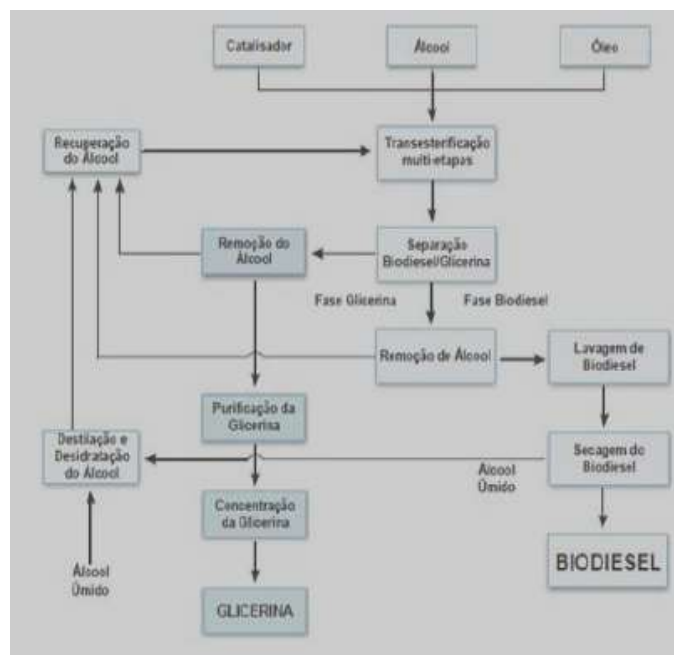 Catalisador
Álcool
Óleo
Recuperação
do Álcool
Transesterificação
multi-etapas
Remoção do
Álcool
Separação
Biodiesel/Glicerina
Fase Glicerina
Fase Biodiesel
Remoção de Álcool
Lavagem de
Biodiesel
Purificação da
Glicerina
Destilação e
Desidratação
do Álcool
Secagem do
Biodiesel
Álcool
Úmido
Concentração
da Glicerina
BIODIESEL
Álcool
Úmido
GLICERINA